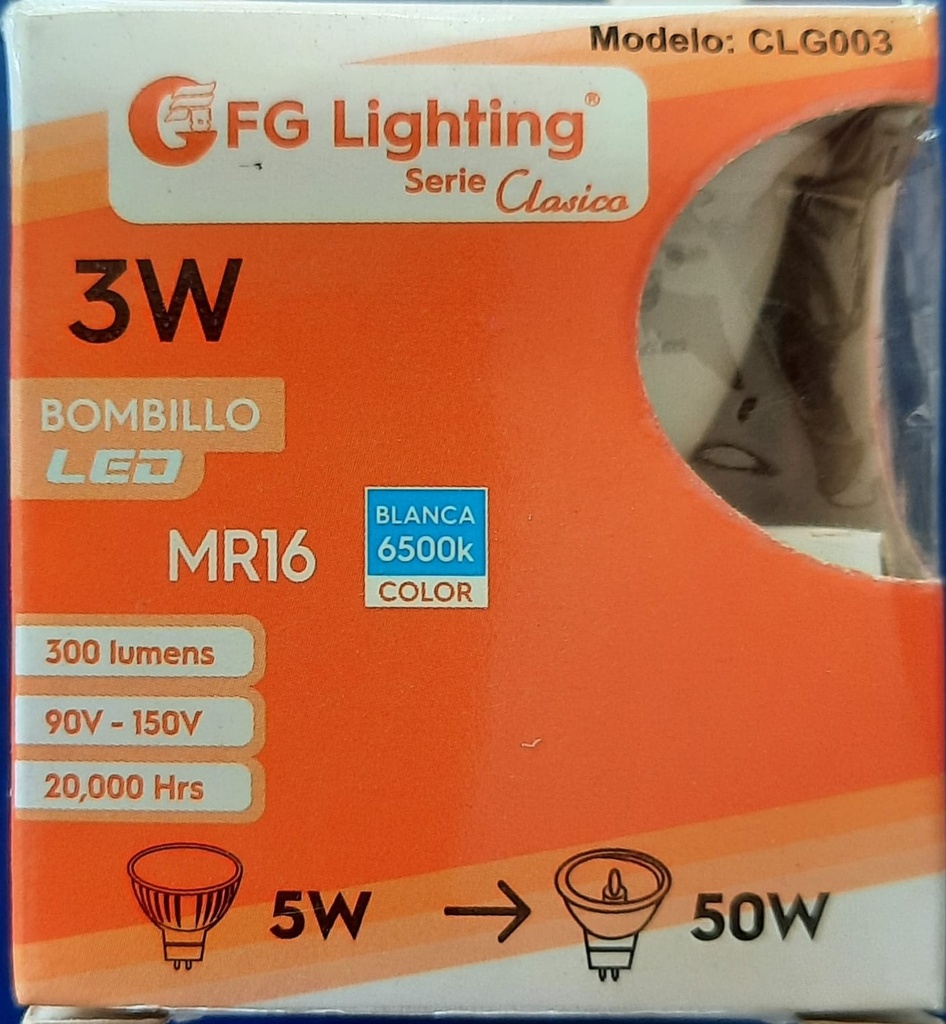 Modelo: CLG003
FG Lighting®
Serie Clasico
3W
BOMBILLO
LED
MR16
BLANCA
6500k
COLOR
300 lumens
90V - 150V
20,000 Hrs
5W → 50W